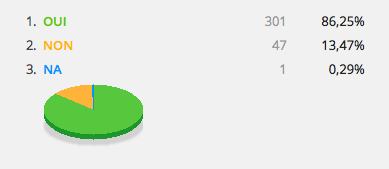 1. OUI 301 86,25%
2. NON 47 13,47%
3. NA 1 0,29%